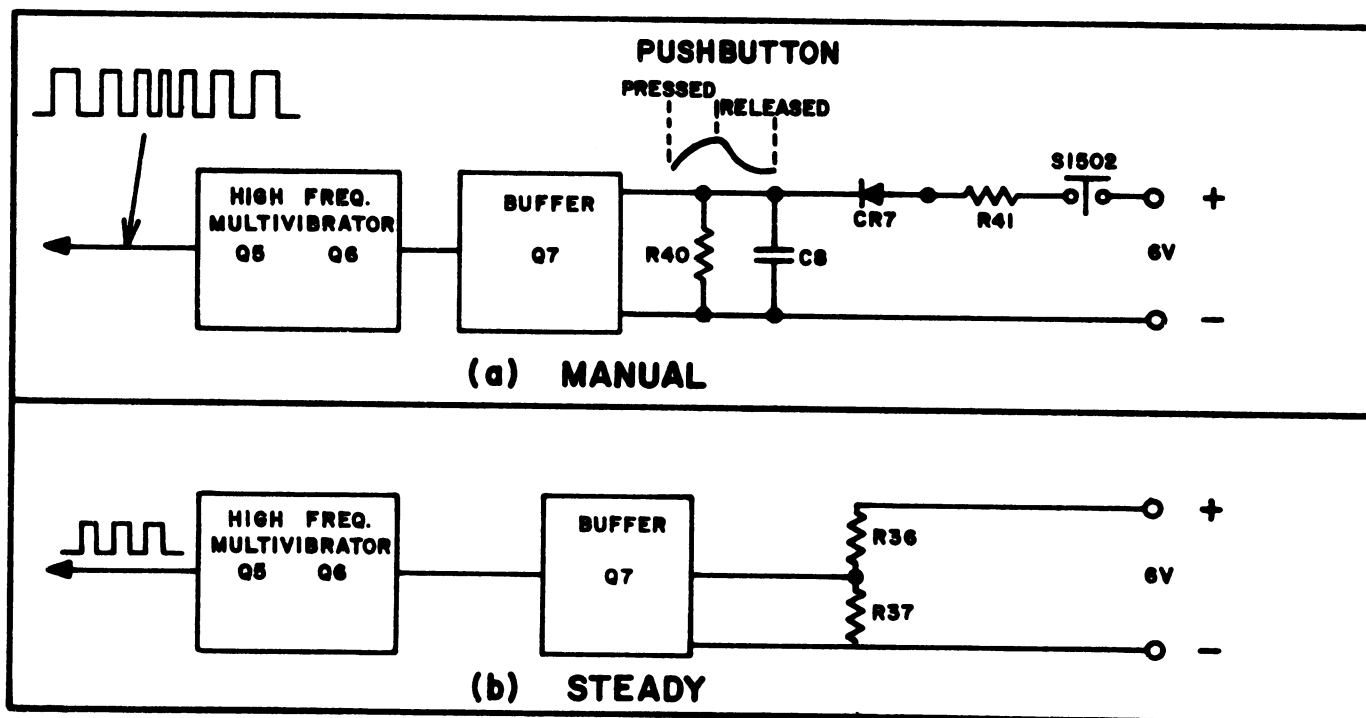 PUSHBUTTON
PRESSED
RELEASED
S1502
HIGH FREQ.
MULTIVIBRATOR
Q5 Q6
BUFFER
Q7
R40
C8
CR7
R41
+
6V
−
(a) MANUAL
HIGH FREQ.
MULTIVIBRATOR
Q5 Q6
BUFFER
Q7
R36
R37
+
6V
−
(b) STEADY